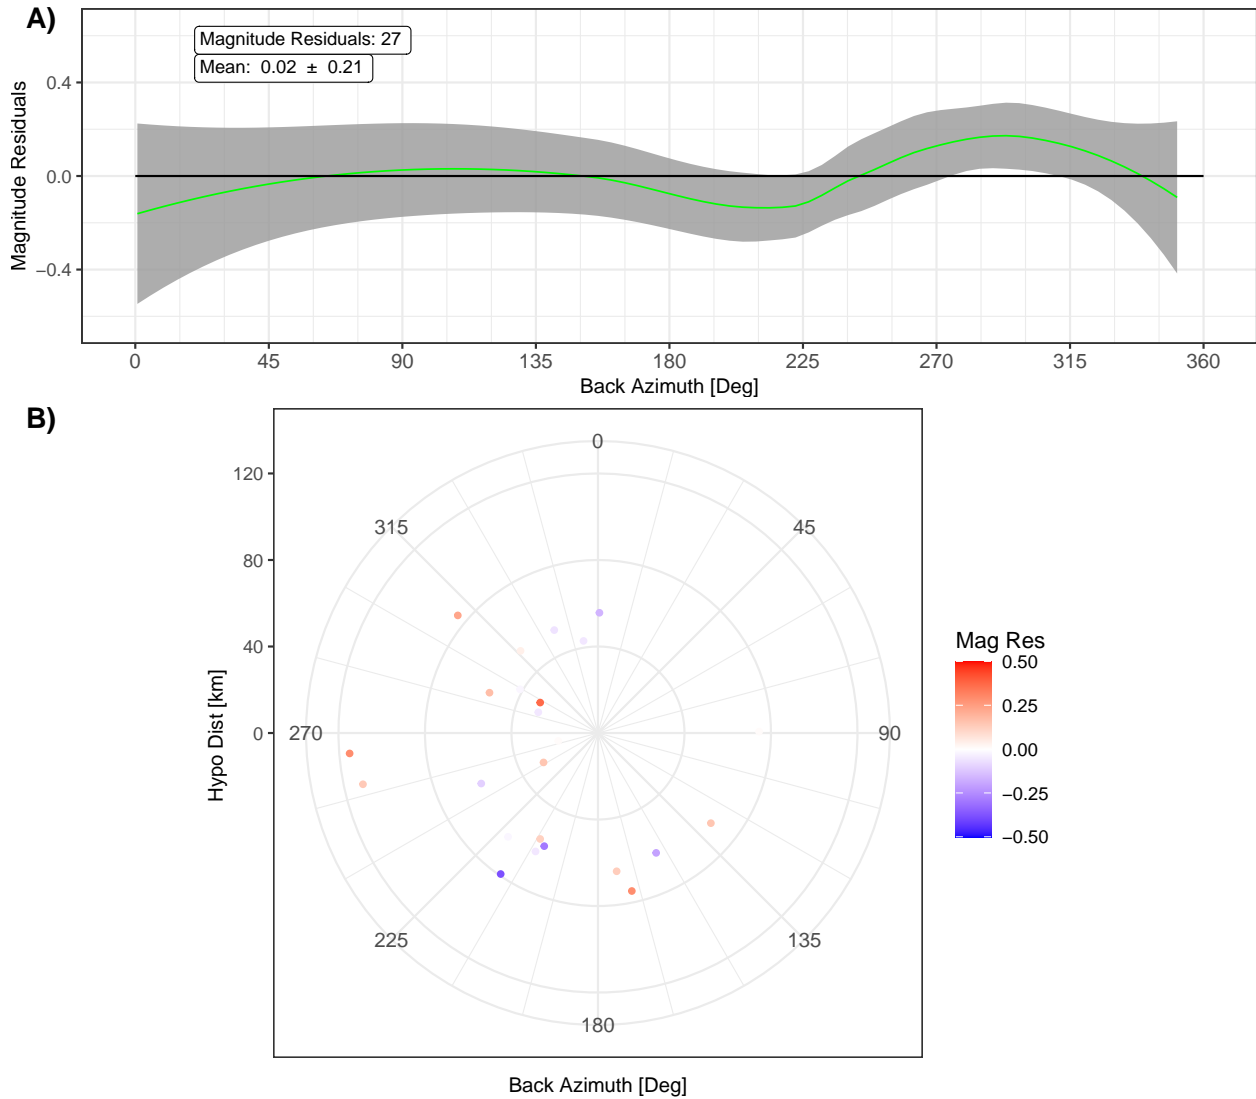 A)
Magnitude Residuals: 27
Mean:  0.02  ±  0.21
Magnitude Residuals
0.4
0.0
−0.4
0 45 90 135 180 225 270 315 360
Back Azimuth [Deg]
B)
Hypo Dist [km]
120
80
40
0
0
45
90
135
180
225
270
315
Back Azimuth [Deg]
Mag Res
0.50
0.25
0.00
−0.25
−0.50